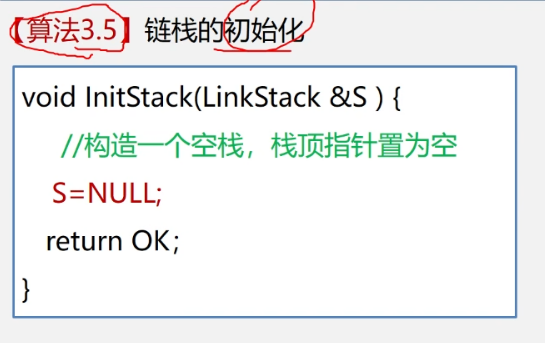 【算法3.5】链栈的初始化
void InitStack(LinkStack &S ) {
//构造一个空栈，栈顶指针置为空
S=NULL;
return OK;
}